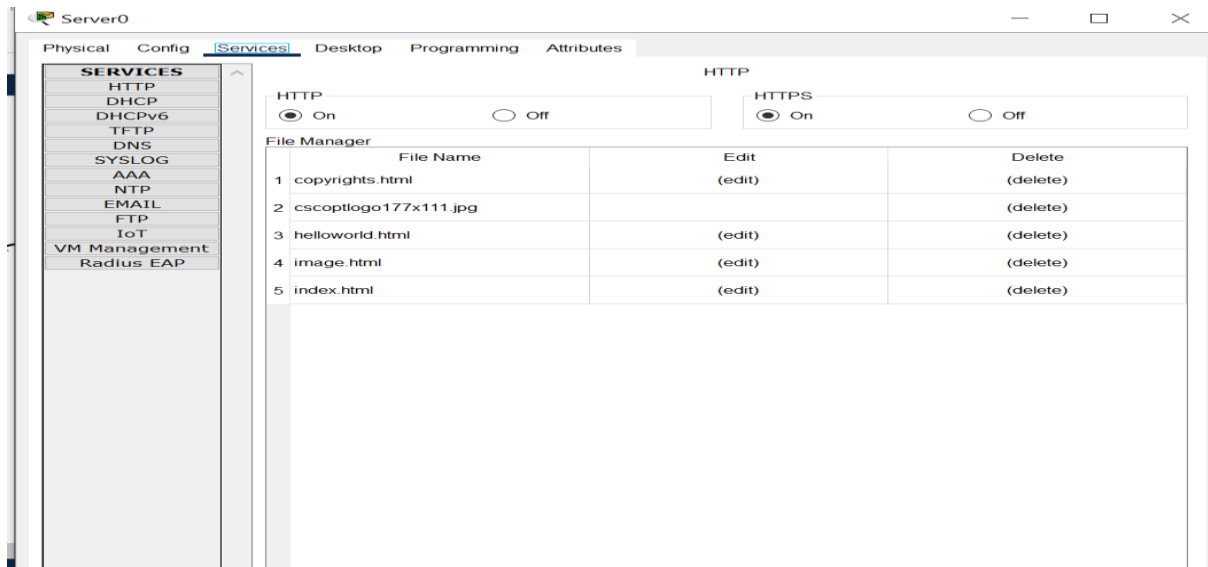 Server0
Physical Config Services Desktop Programming Attributes
SERVICES
HTTP
DHCP
DHCPv6
TFTP
DNS
SYSLOG
AAA
NTP
EMAIL
FTP
IoT
VM Management
Radius EAP
HTTP
HTTP
On Off
HTTPS
On Off
File Manager
File Name Edit Delete
1 copyrights.html (edit) (delete)
2 cscoptlogo177x111.jpg (delete)
3 helloworld.html (edit) (delete)
4 image.html (edit) (delete)
5 index.html (edit) (delete)